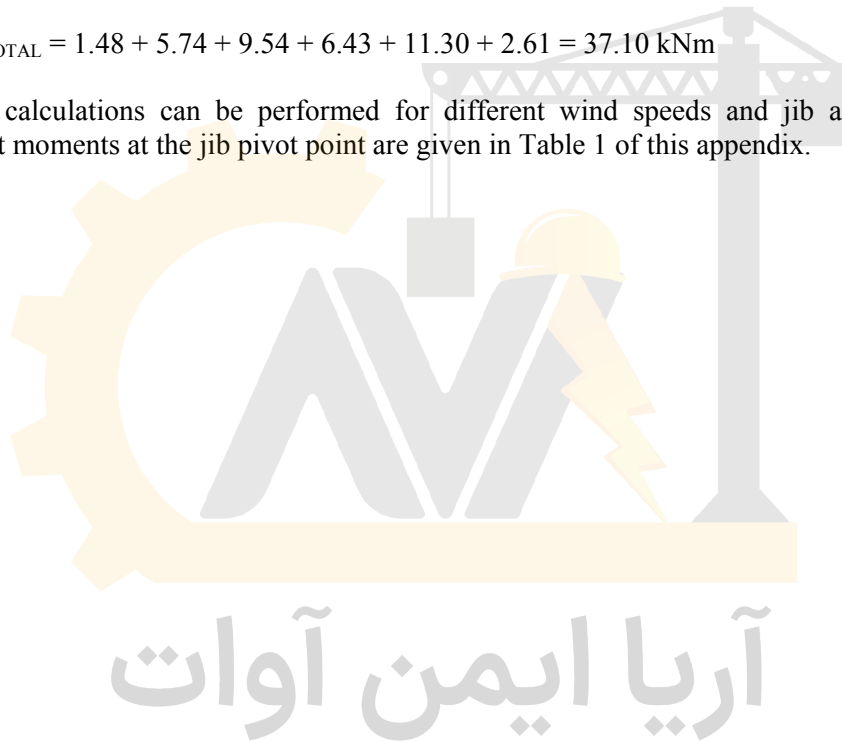 OTAL = 1.48 + 5.74 + 9.54 + 6.43 + 11.30 + 2.61 = 37.10 kNm
calculations can be performed for different wind speeds and jib a
t moments at the jib pivot point are given in Table 1 of this appendix.
آریا ایمن آوات